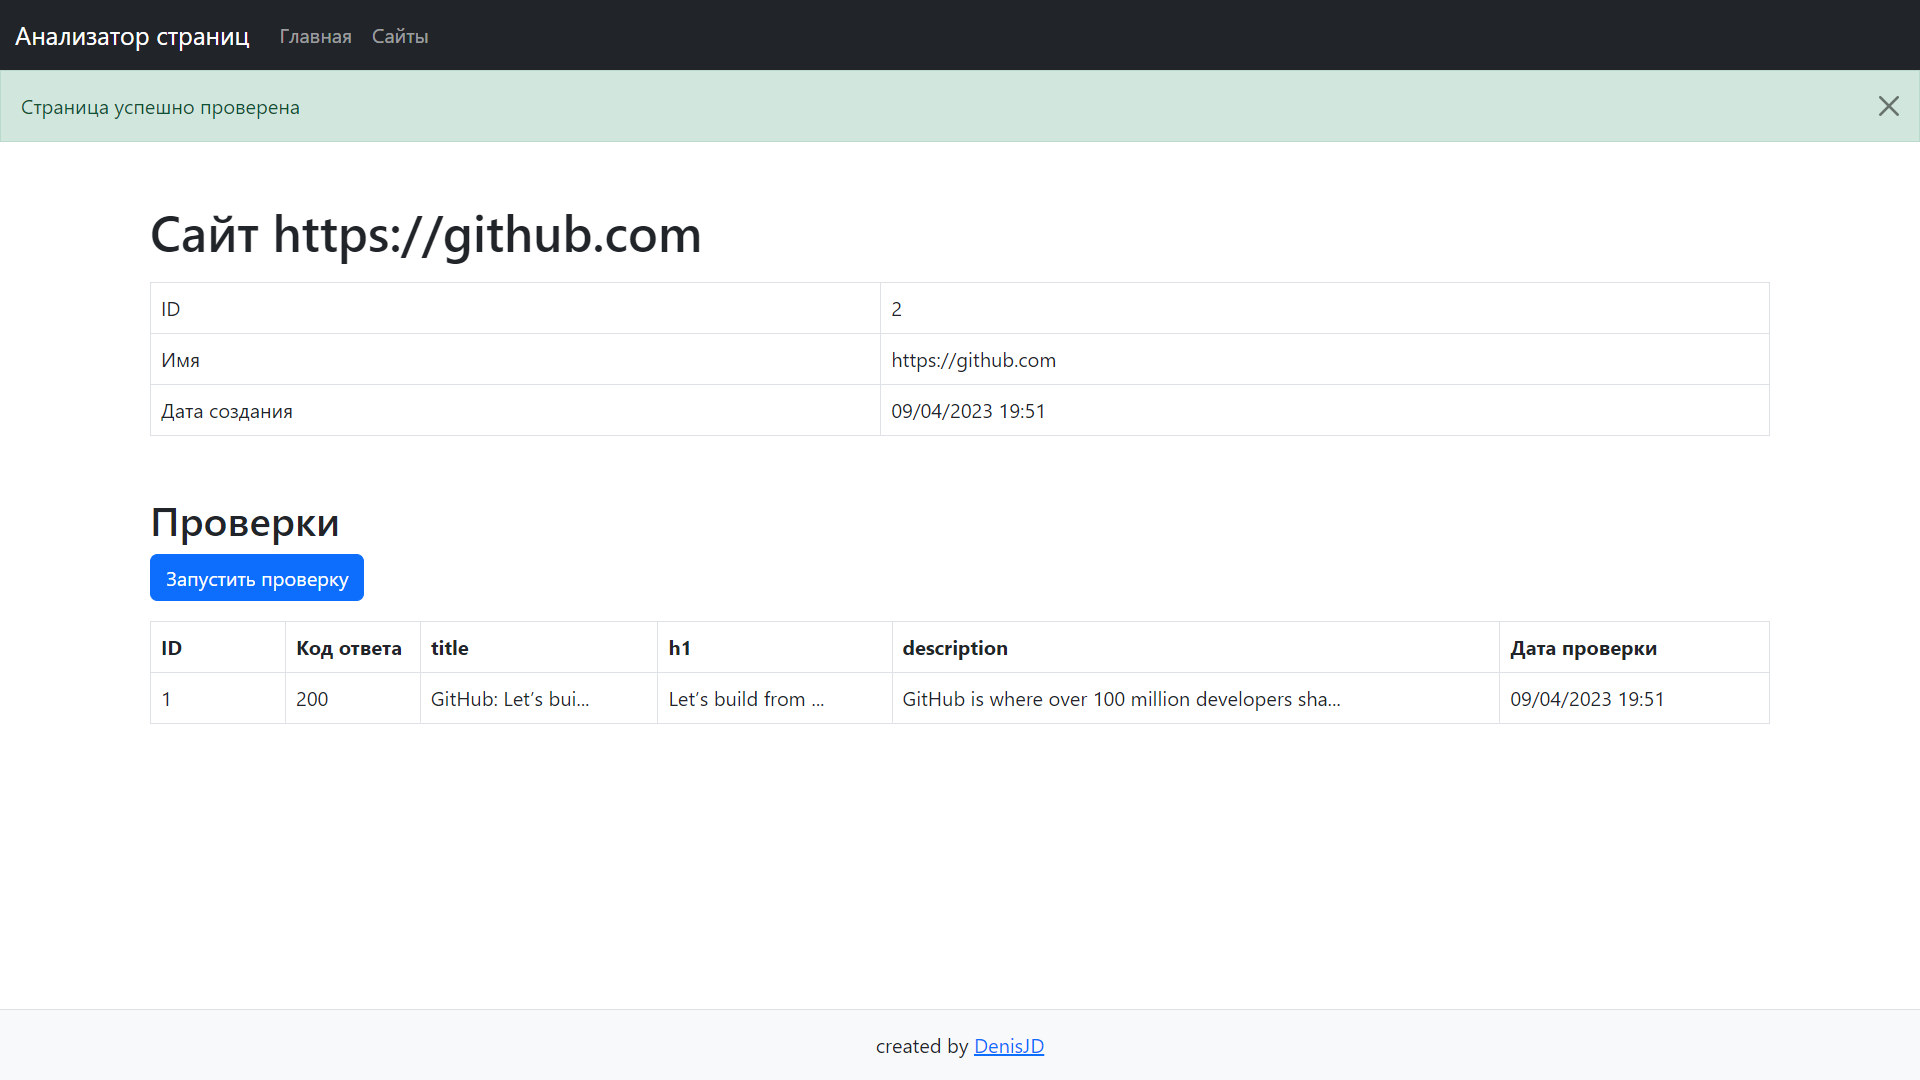 Анализатор страниц Главная Сайты
Страница успешно проверена
Сайт https://github.com
ID 2
Имя https://github.com
Дата создания 09/04/2023 19:51
Проверки
Запустить проверку
ID Код ответа title h1 description Дата проверки
1 200 GitHub: Let’s bui... Let’s build from ... GitHub is where over 100 million developers sha... 09/04/2023 19:51
created by DenisJD